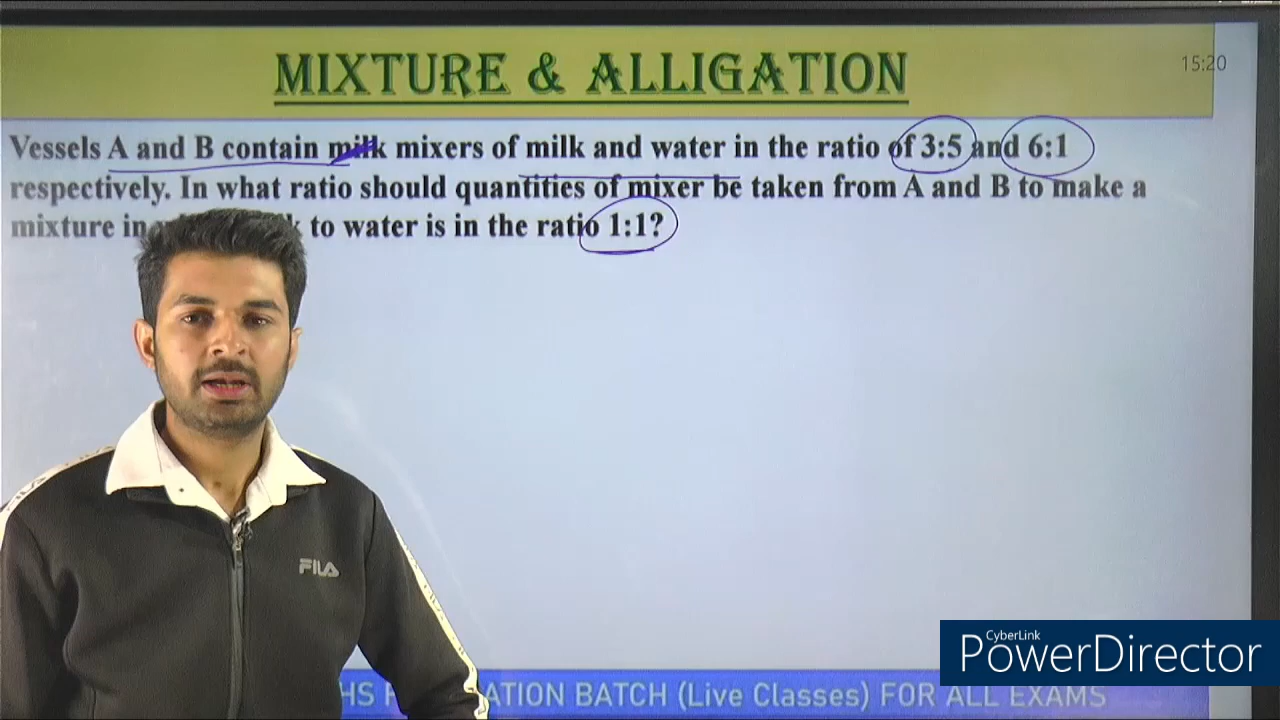 MIXTURE & ALLIGATION
15:20
Vessels A and B contain milk mixers of milk and water in the ratio of 3:5 and 6:1
respectively. In what ratio should quantities of mixer be taken from A and B to make a
mixture in to water is in the ratio 1:1?
FILA
CyberLink
PowerDirector
BATCH (Live Classes) FOR ALL EXAMS